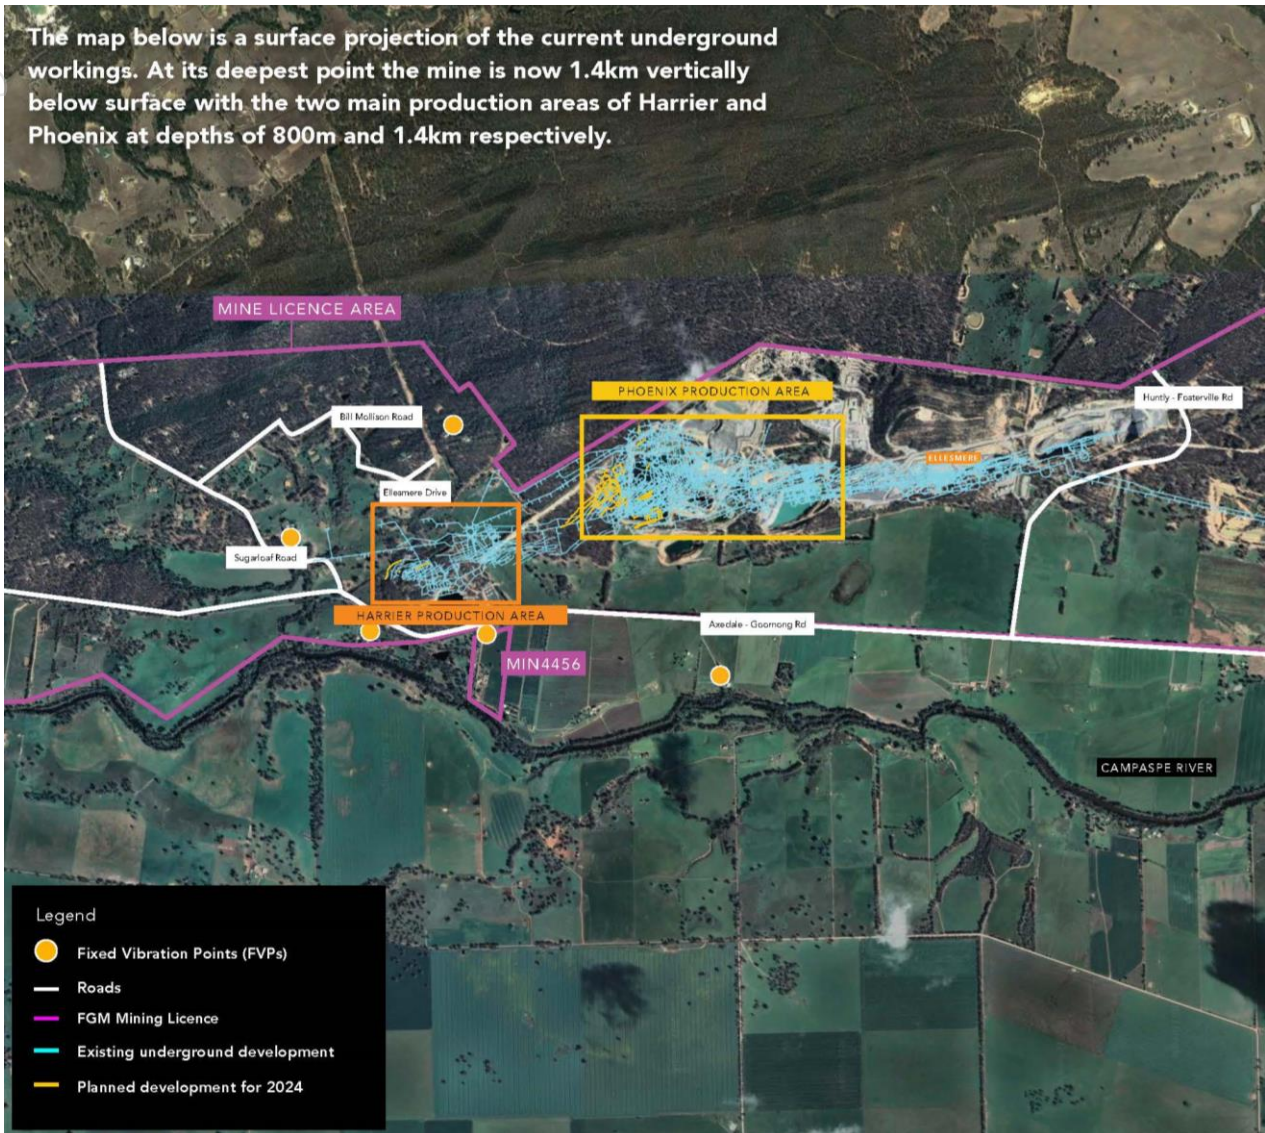 The map below is a surface projection of the current underground
workings. At its deepest point the mine is now 1.4km vertically
below surface with the two main production areas of Harrier and
Phoenix at depths of 800m and 1.4km respectively.
MINE LICENCE AREA
PHOENIX PRODUCTION AREA
Huntly - Fosterville Rd
Bill Mollison Road
ELLESMERE
Ellesmere Drive
Sugarloaf Road
HARRIER PRODUCTION AREA
Axedale - Goornong Rd
MIN4456
CAMPASPE RIVER
Legend
Fixed Vibration Points (FVPs)
Roads
FGM Mining Licence
Existing underground development
Planned development for 2024